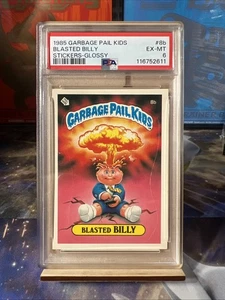 1985 GARBAGE PAIL KIDS #8b
BLASTED BILLY EX-MT
STICKERS-GLOSSY 6
PSA 116752611
8b
GARBAGE PAIL KIDS
BLASTED BILLY